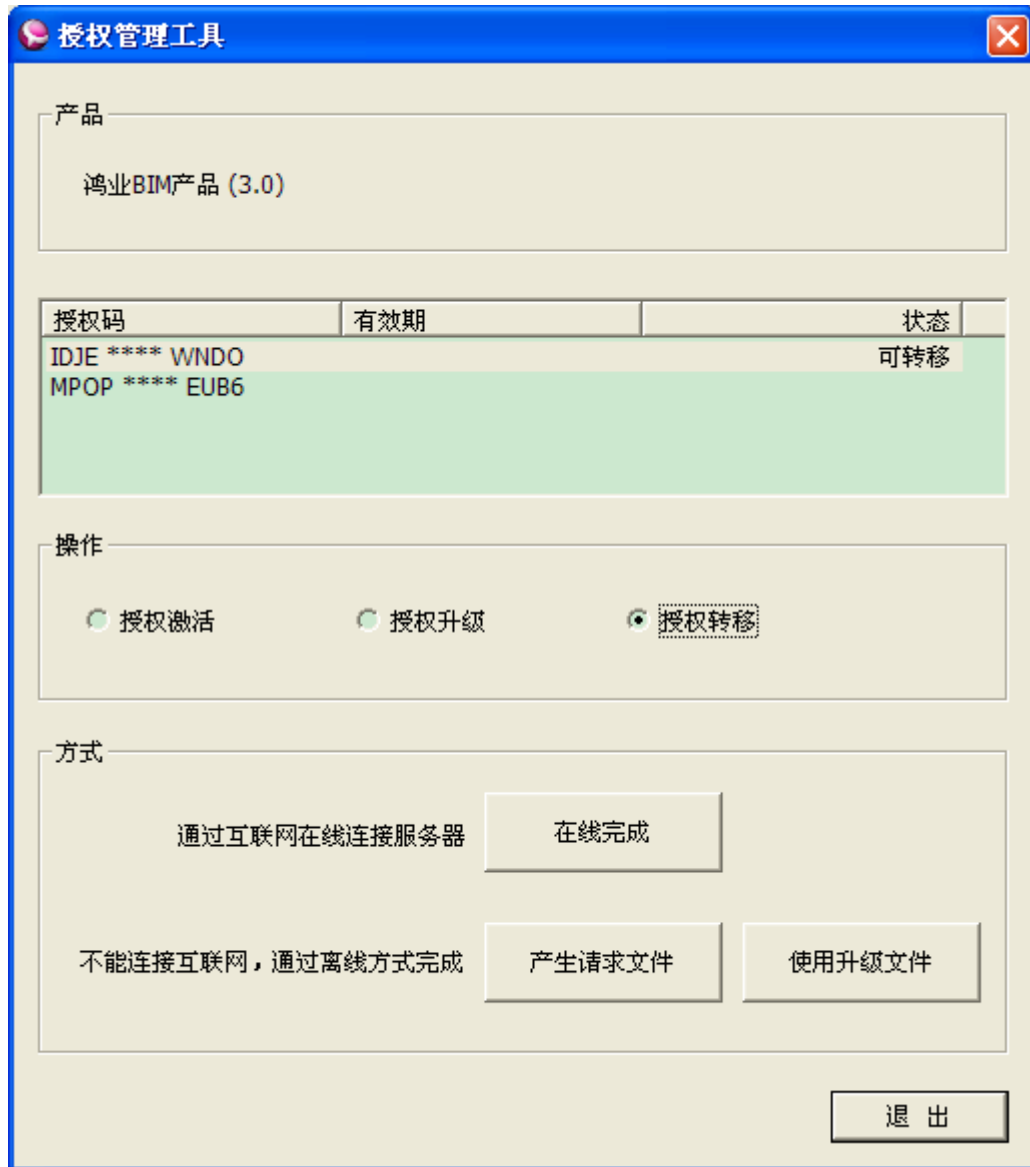 授权管理工具
产品
鸿业BIM产品 (3.0)
授权码 有效期 状态
IDJE **** WNDO 可转移
MPOP **** EUB6
操作
授权激活 授权升级 授权转移
方式
通过互联网在线连接服务器 在线完成
不能连接互联网，通过离线方式完成 产生请求文件 使用升级文件
退 出